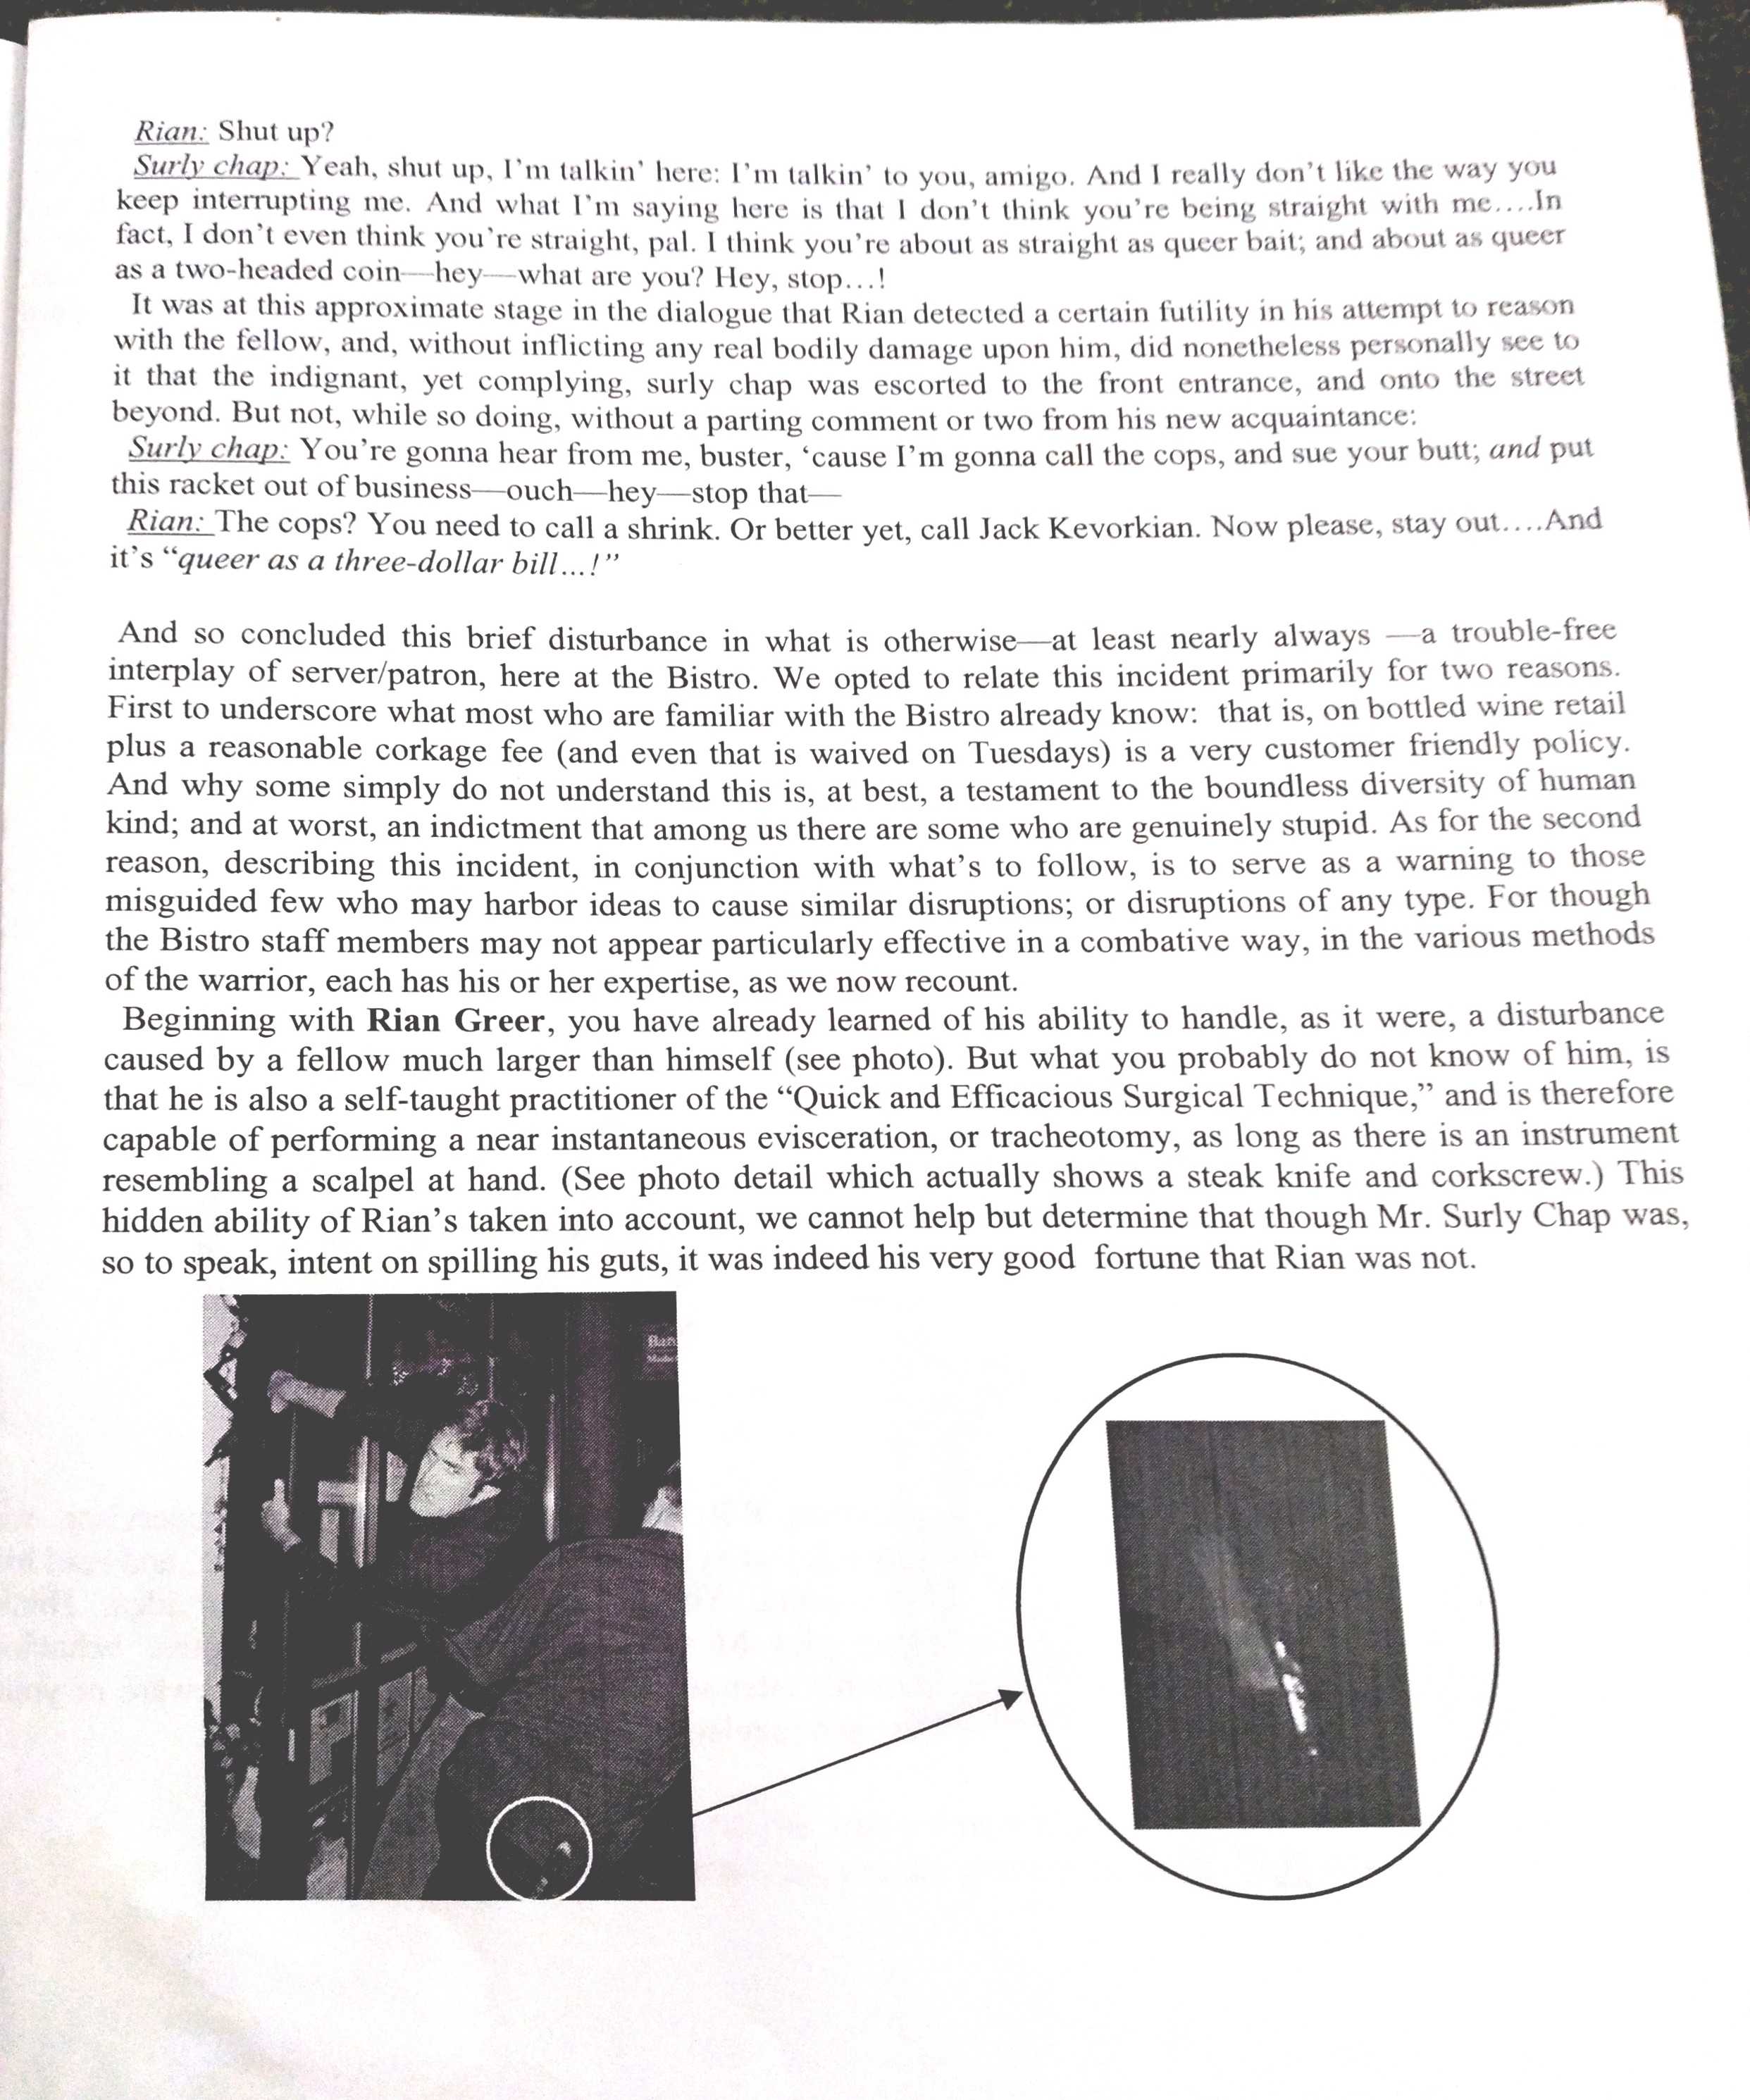 Rian: Shut up?
Surly chap: Yeah, shut up, I'm talkin' here: I'm talkin' to you, amigo. And I really don't like the way you
keep interrupting me. And what I'm saying here is that I don't think you're being straight with me....In
fact, I don't even think you're straight, pal. I think you're about as straight as queer bait; and about as queer
as a two-headed coin—hey—what are you? Hey, stop...!
It was at this approximate stage in the dialogue that Rian detected a certain futility in his attempt to reason
with the fellow, and, without inflicting any real bodily damage upon him, did nonetheless personally see to
it that the indignant, yet complying, surly chap was escorted to the front entrance, and onto the street
beyond. But not, while so doing, without a parting comment or two from his new acquaintance:
Surly chap: You're gonna hear from me, buster, ‘cause I'm gonna call the cops, and sue your butt; and put
this racket out of business—ouch—hey—stop that—
Rian: The cops? You need to call a shrink. Or better yet, call Jack Kevorkian. Now please, stay out....And
it's “queer as a three-dollar bill...!”
And so concluded this brief disturbance in what is otherwise—at least nearly always —a trouble-free
interplay of server/patron, here at the Bistro. We opted to relate this incident primarily for two reasons.
First to underscore what most who are familiar with the Bistro already know: that is, on bottled wine retail
plus a reasonable corkage fee (and even that is waived on Tuesdays) is a very customer friendly policy.
And why some simply do not understand this is, at best, a testament to the boundless diversity of human
kind; and at worst, an indictment that among us there are some who are genuinely stupid. As for the second
reason, describing this incident, in conjunction with what's to follow, is to serve as a warning to those
misguided few who may harbor ideas to cause similar disruptions; or disruptions of any type. For though
the Bistro staff members may not appear particularly effective in a combative way, in the various methods
of the warrior, each has his or her expertise, as we now recount.
Beginning with Rian Greer, you have already learned of his ability to handle, as it were, a disturbance
caused by a fellow much larger than himself (see photo). But what you probably do not know of him, is
that he is also a self-taught practitioner of the “Quick and Efficacious Surgical Technique,” and is therefore
capable of performing a near instantaneous evisceration, or tracheotomy, as long as there is an instrument
resembling a scalpel at hand. (See photo detail which actually shows a steak knife and corkscrew.) This
hidden ability of Rian's taken into account, we cannot help but determine that though Mr. Surly Chap was,
so to speak, intent on spilling his guts, it was indeed his very good fortune that Rian was not.